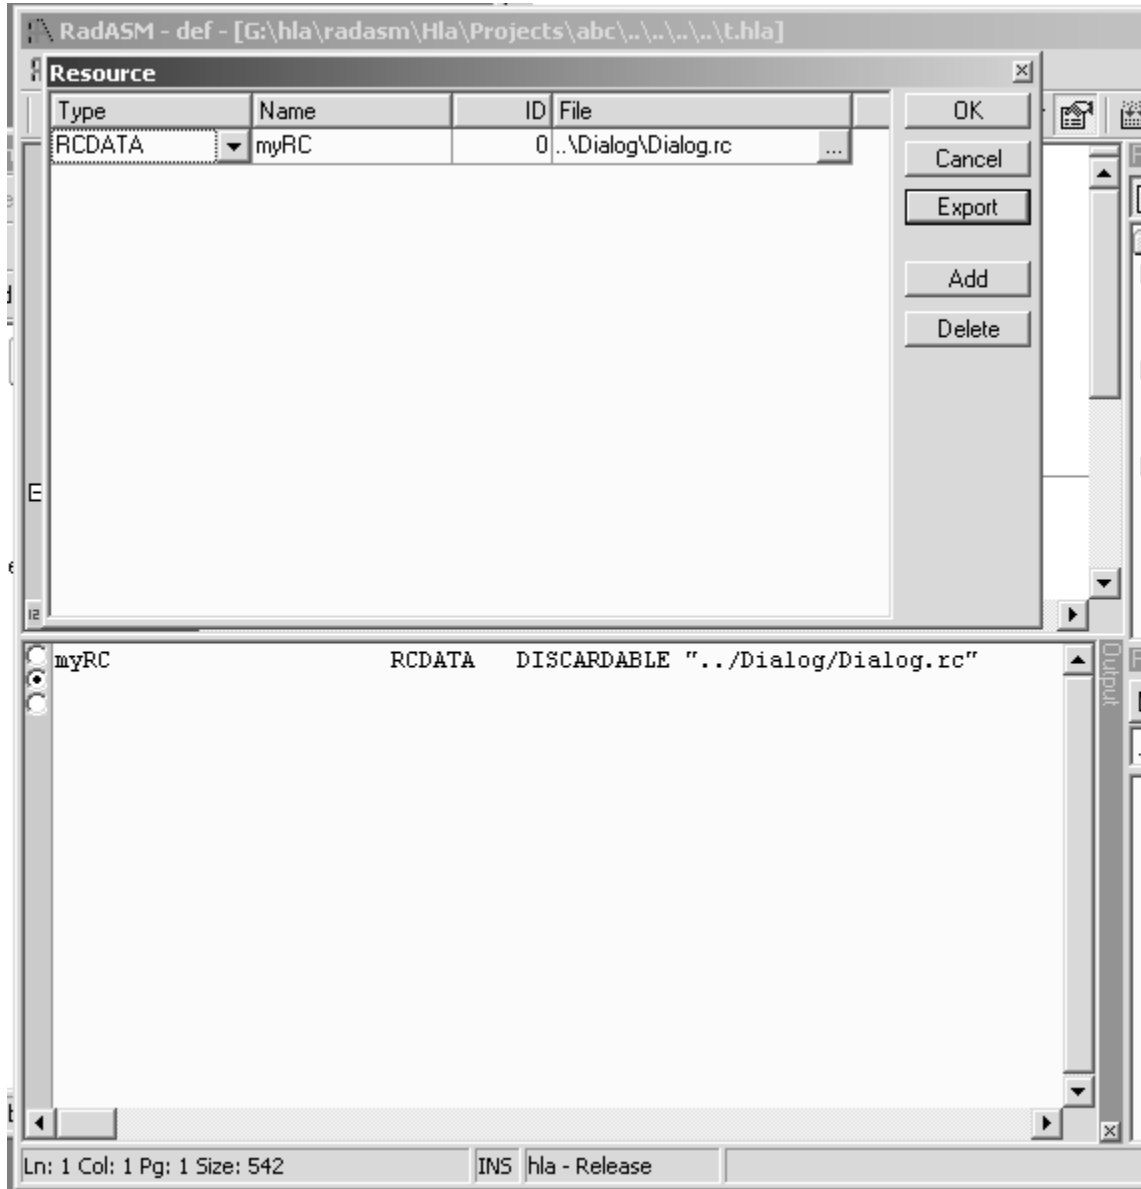 RadASM - def - [G:\hla\radasm\Hla\Projects\abc\..\..\..\..\t.hla]
Resource
Type Name ID File
RCDATA myRC 0 ..\Dialog\Dialog.rc ...
OK
Cancel
Export
Add
Delete
myRC RCDATA DISCARDABLE "../Dialog/Dialog.rc"
Output
Ln: 1 Col: 1 Pg: 1 Size: 542 INS hla - Release